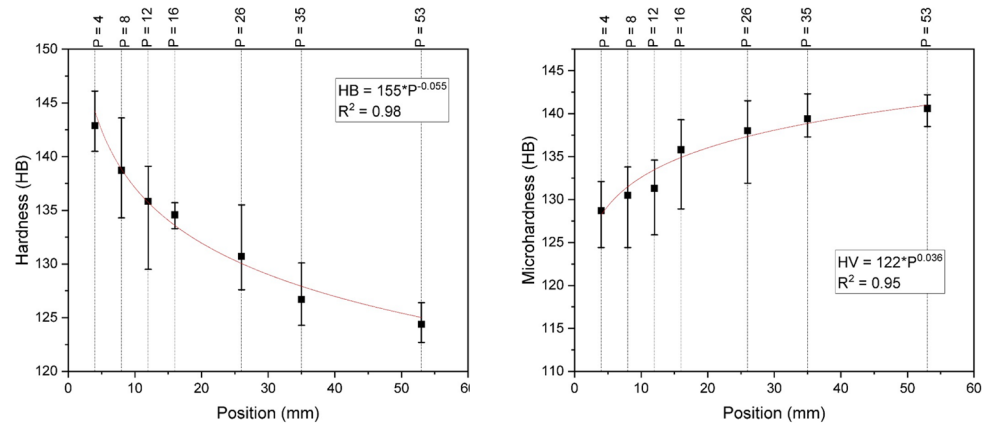 P = 4
P = 8
P = 12
P = 16
P = 26
P = 35
P = 53
150
145
140
135
130
125
120
Hardness (HB)
HB = 155*P^-0.055
R² = 0.98
0
10
20
30
40
50
Position (mm)
P = 4
P = 8
P = 12
P = 16
P = 26
P = 35
P = 53
145
140
135
130
125
120
115
110
Microhardness (HB)
HV = 122*P^0.036
R² = 0.95
0
10
20
30
40
50
60
Position (mm)